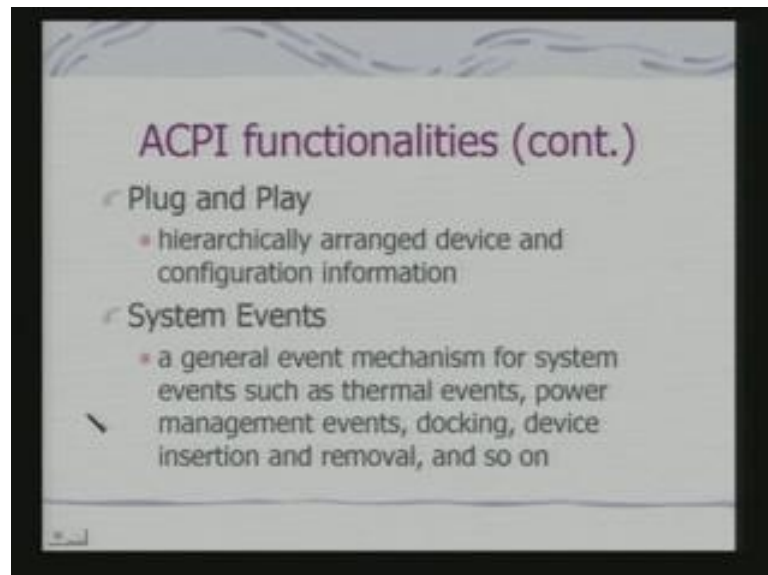 ACPI functionalities (cont.)
Plug and Play
hierarchically arranged device and
configuration information
System Events
a general event mechanism for system
events such as thermal events, power
management events, docking, device
insertion and removal, and so on